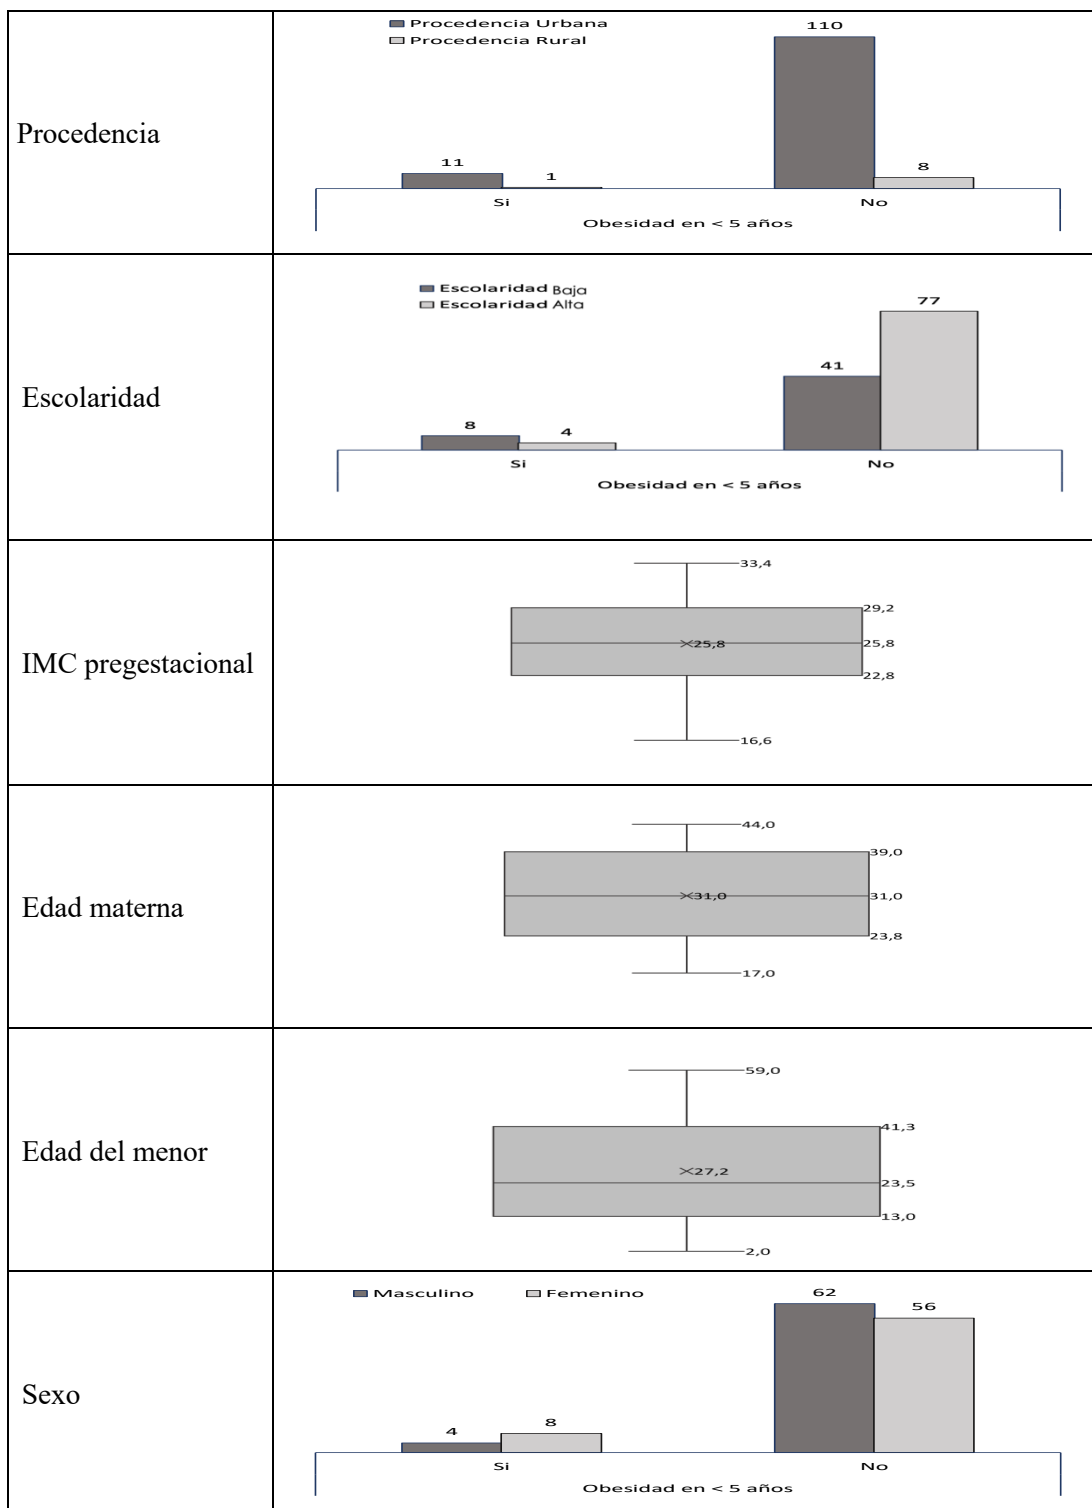 Procedencia
Procedencia Urbana
Procedencia Rural
110
11
1
8
Si
No
Obesidad en < 5 años
Escolaridad
Escolaridad Baja
Escolaridad Alta
77
41
8
4
Si
No
Obesidad en < 5 años
IMC pregestacional
33,4
29,2
25,8
25,8
22,8
16,6
Edad materna
44,0
39,0
31,0
31,0
23,8
17,0
Edad del menor
59,0
41,3
27,2
23,5
13,0
2,0
Sexo
Masculino Femenino
62
56
4
8
Si
No
Obesidad en < 5 años